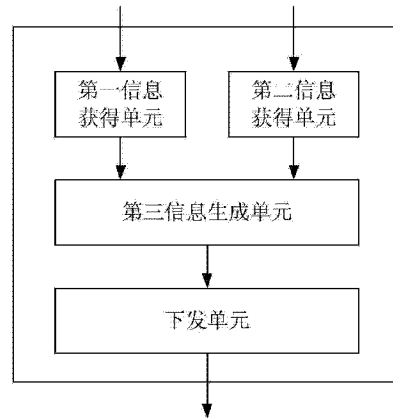 第一信息
获得单元
第二信息
获得单元
第三信息生成单元
下发单元